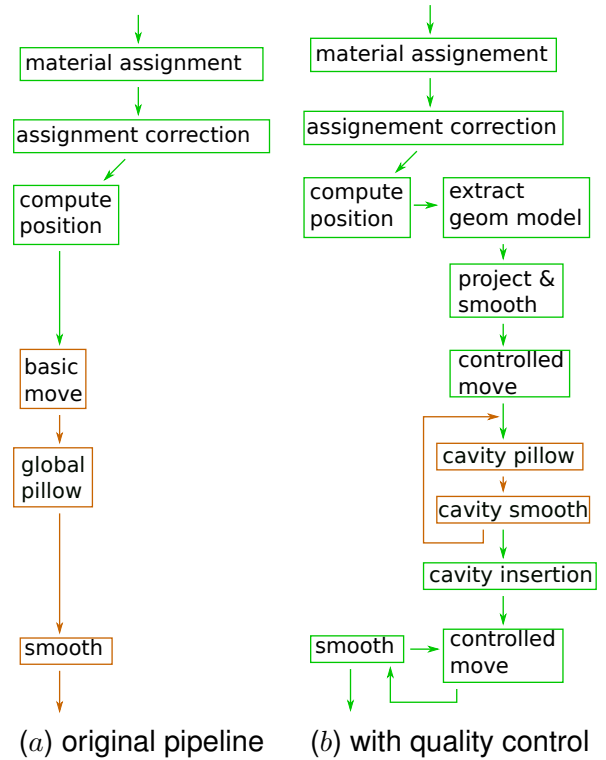 material assignment
assignment correction
compute
position
basic
move
global
pillow
smooth
(a) original pipeline
material assignement
assignement correction
compute
position
extract
geom model
project &
smooth
controlled
move
cavity pillow
cavity smooth
cavity insertion
smooth
controlled
move
(b) with quality control